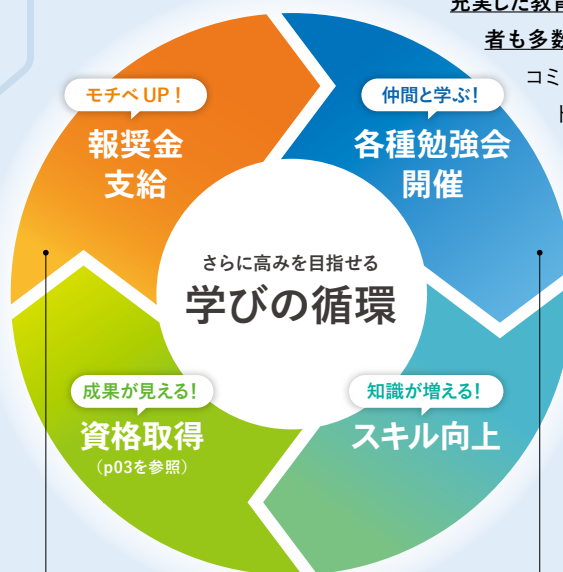 充実した教育
者も多数
コミ
モチベUP！
報奨金
支給
仲間と学ぶ！
各種勉強会
開催
さらに高みを目指せる
学びの循環
成果が見える！
資格取得
（p03を参照）
知識が増える！
スキル向上